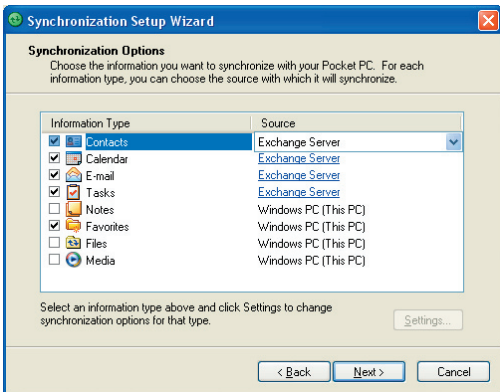 Synchronization Setup Wizard
Synchronization Options
Choose the information you want to synchronize with your Pocket PC. For each
information type, you can choose the source with which it will synchronize.
Information Type Source
Contacts Exchange Server
Calendar Exchange Server
E-mail Exchange Server
Tasks Exchange Server
Notes Windows PC (This PC)
Favorites Windows PC (This PC)
Files Windows PC (This PC)
Media Windows PC (This PC)
Select an information type above and click Settings to change
synchronization options for that type.
Settings...
< Back Next > Cancel